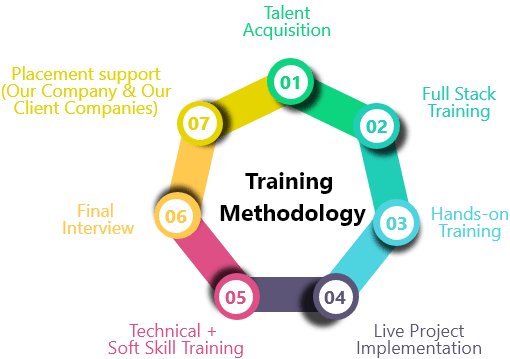 Talent
Acquisition
01
Full Stack
Training
02
Hands-on
Training
03
Live Project
Implementation
04
Technical +
Soft Skill Training
05
Final
Interview
06
Placement support
(Our Company & Our
Client Companies)
07
Training
Methodology